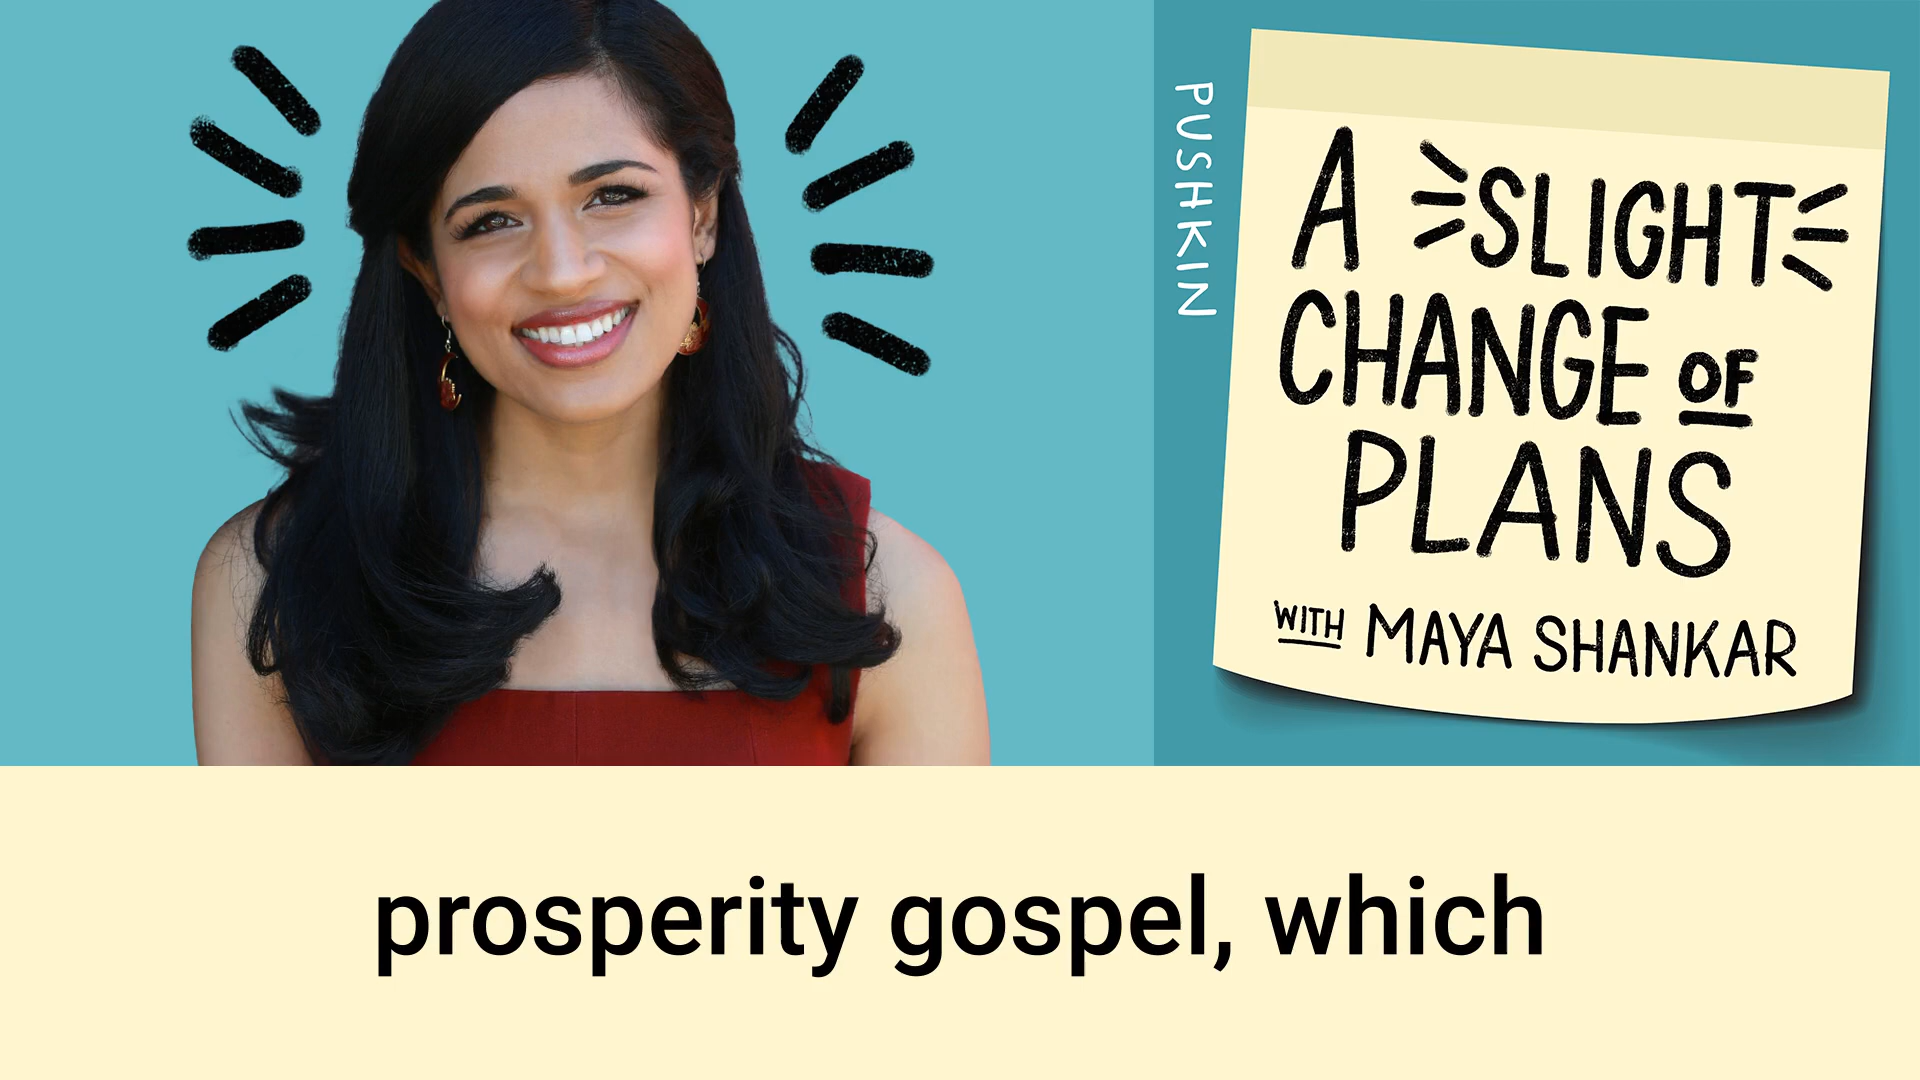 PUSHKIN
A SLIGHT
CHANGE OF
PLANS
WITH MAYA SHANKAR
prosperity gospel, which